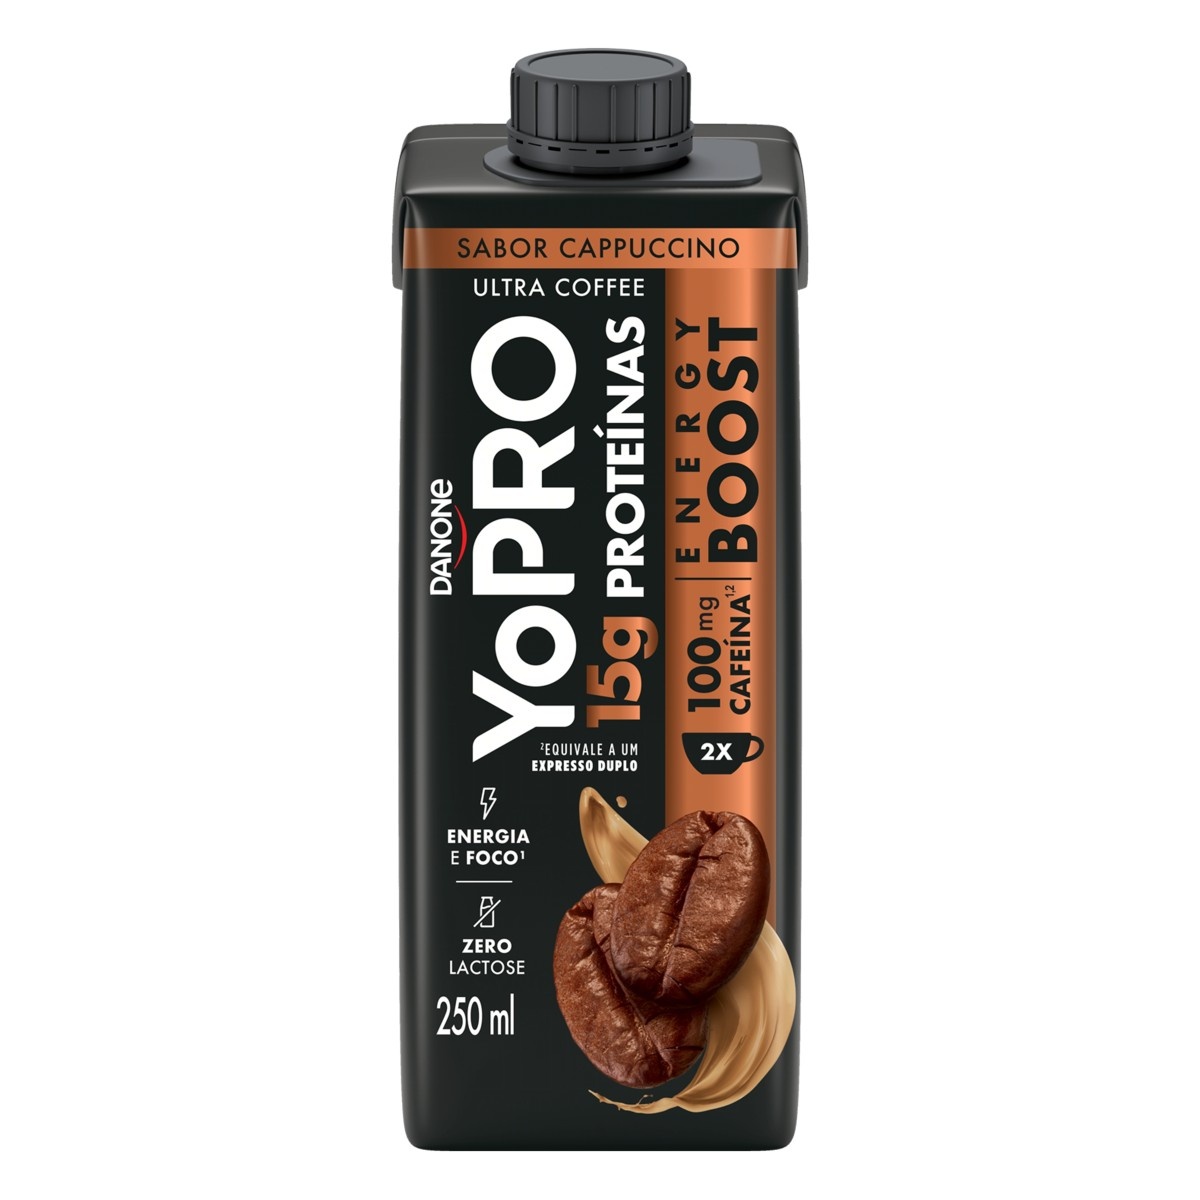 SABOR CAPPUCCINO
ULTRA COFFEE
DANONE
YoPRO
15g PROTEÍNAS
ENERGY
BOOST
100 mg
CAFEÍNA¹,²
2X
²EQUIVALE A UM
EXPRESSO DUPLO
ENERGIA
E FOCO¹
ZERO
LACTOSE
250 ml